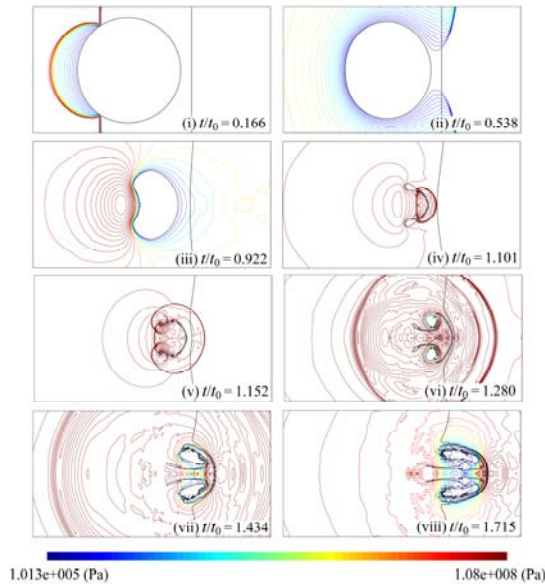 (i) t/t₀ = 0.166
(ii) t/t₀ = 0.538
(iii) t/t₀ = 0.922
(iv) t/t₀ = 1.101
(v) t/t₀ = 1.152
(vi) t/t₀ = 1.280
(vii) t/t₀ = 1.434
(viii) t/t₀ = 1.715
1.013e+005 (Pa) 1.08e+008 (Pa)